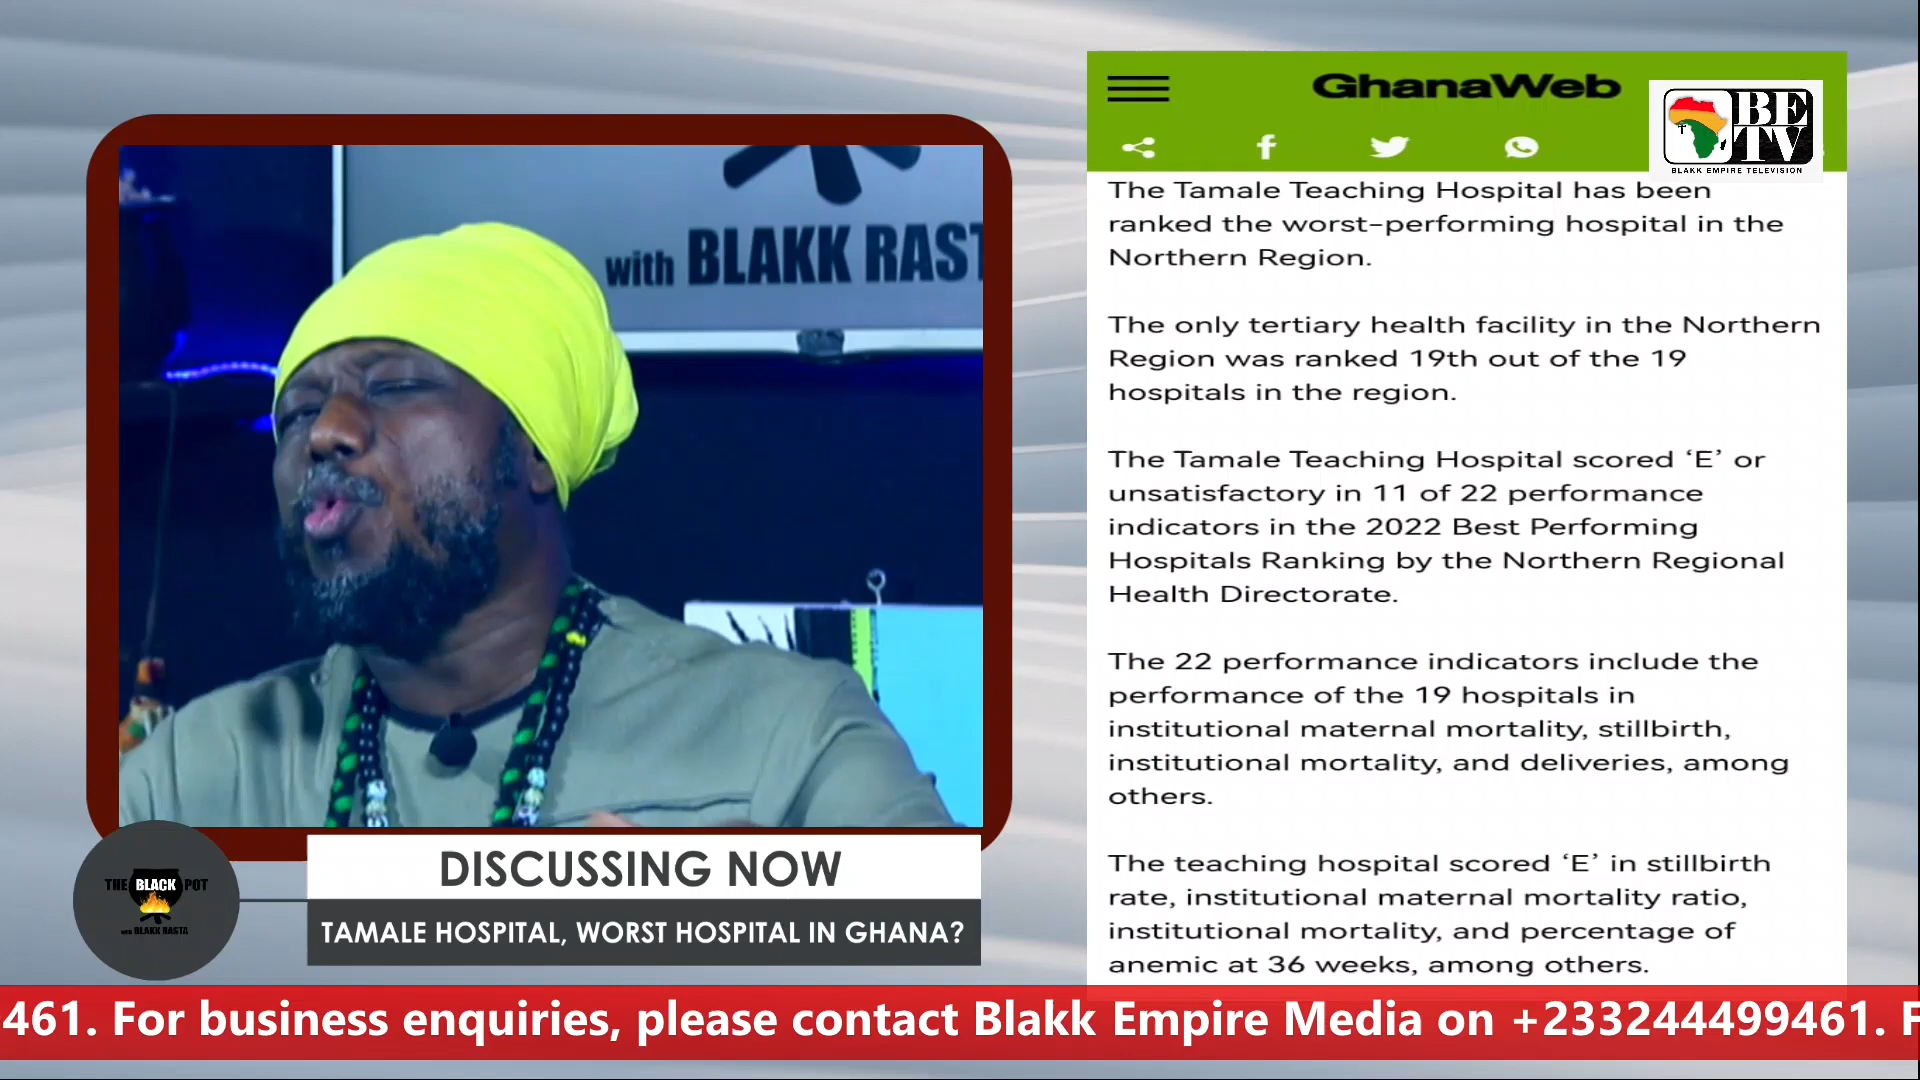 with BLAKK RAST
THE BLACK POT
with BLAKK RASTA
DISCUSSING NOW
TAMALE HOSPITAL, WORST HOSPITAL IN GHANA?
GhanaWeb
BE
TV
BLAKK EMPIRE TELEVISION
The Tamale Teaching Hospital has been
ranked the worst-performing hospital in the
Northern Region.
The only tertiary health facility in the Northern
Region was ranked 19th out of the 19
hospitals in the region.
The Tamale Teaching Hospital scored ‘E’ or
unsatisfactory in 11 of 22 performance
indicators in the 2022 Best Performing
Hospitals Ranking by the Northern Regional
Health Directorate.
The 22 performance indicators include the
performance of the 19 hospitals in
institutional maternal mortality, stillbirth,
institutional mortality, and deliveries, among
others.
The teaching hospital scored ‘E’ in stillbirth
rate, institutional maternal mortality ratio,
institutional mortality, and percentage of
anemic at 36 weeks, among others.
461. For business enquiries, please contact Blakk Empire Media on +233244499461. F